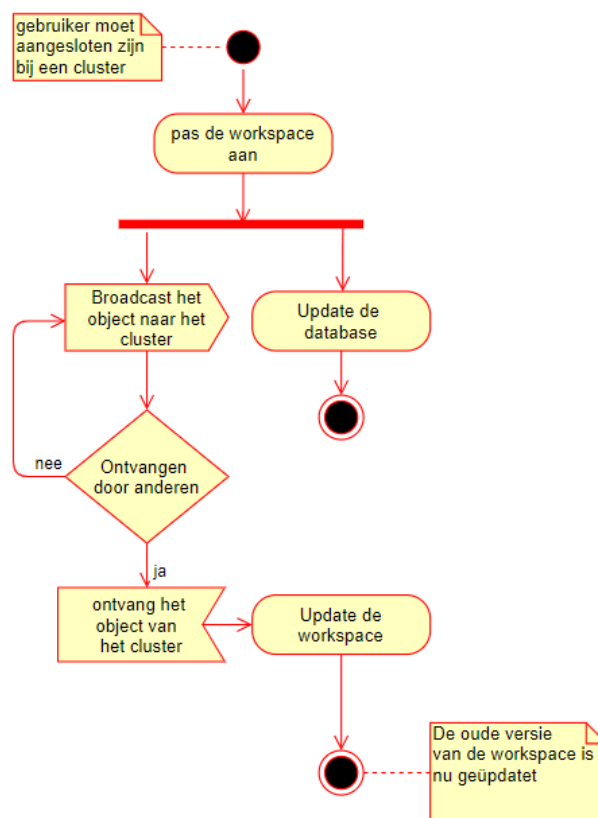 gebruiker moet
aangesloten zijn
bij een cluster
pas de workspace
aan
Broadcast het
object naar het
cluster
Update de
database
nee
Ontvangen
door anderen
ja
ontvang het
object van
het cluster
Update de
workspace
De oude versie
van de workspace is
nu geüpdatet